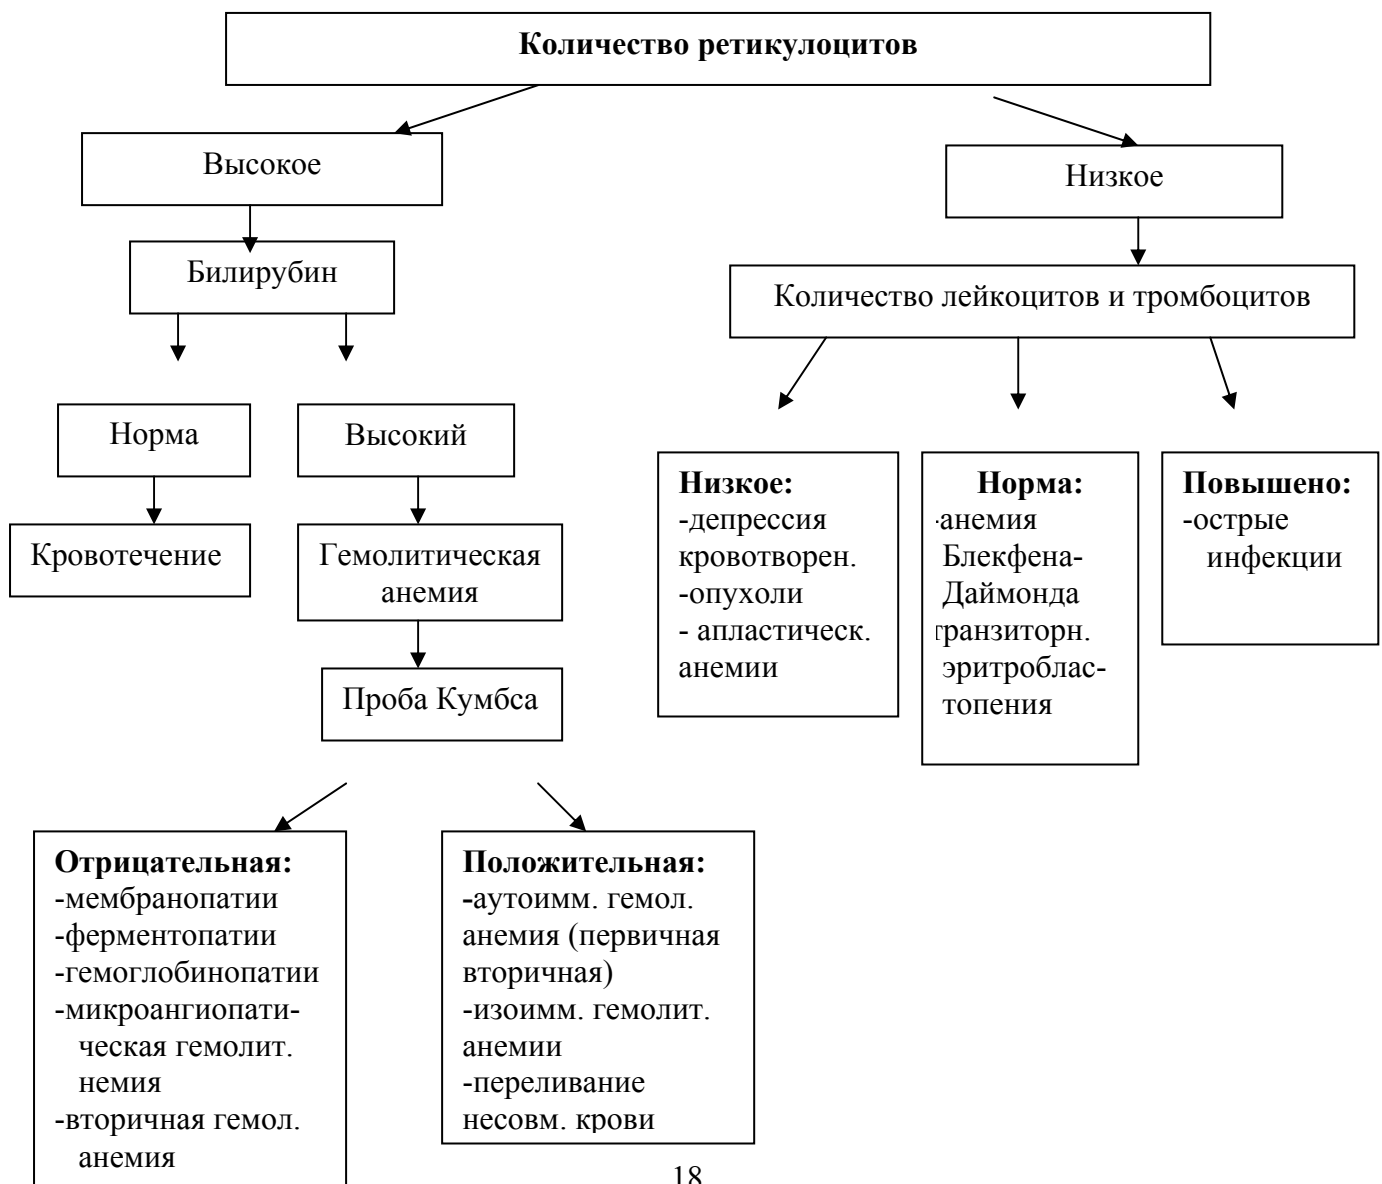 Количество ретикулоцитов
Высокое
Низкое
Билирубин
Количество лейкоцитов и тромбоцитов
Норма
Высокий
Кровотечение
Гемолитическая
анемия
Проба Кумбса
Низкое:
-депрессия
кровотворен.
-опухоли
- апластическ.
анемии
Норма:
-анемия
Блекфена-
Даймонда
транзиторн.
эритроблас-
топения
Повышено:
-острые
инфекции
Отрицательная:
-мембранопатии
-ферментопатии
-гемоглобинопатии
-микроангиопати-
ческая гемолит.
немия
-вторичная гемол.
анемия
Положительная:
-аутоимм. гемол.
анемия (первичная
вторичная)
-изоимм. гемолит.
анемии
-переливание
несовм. крови
18